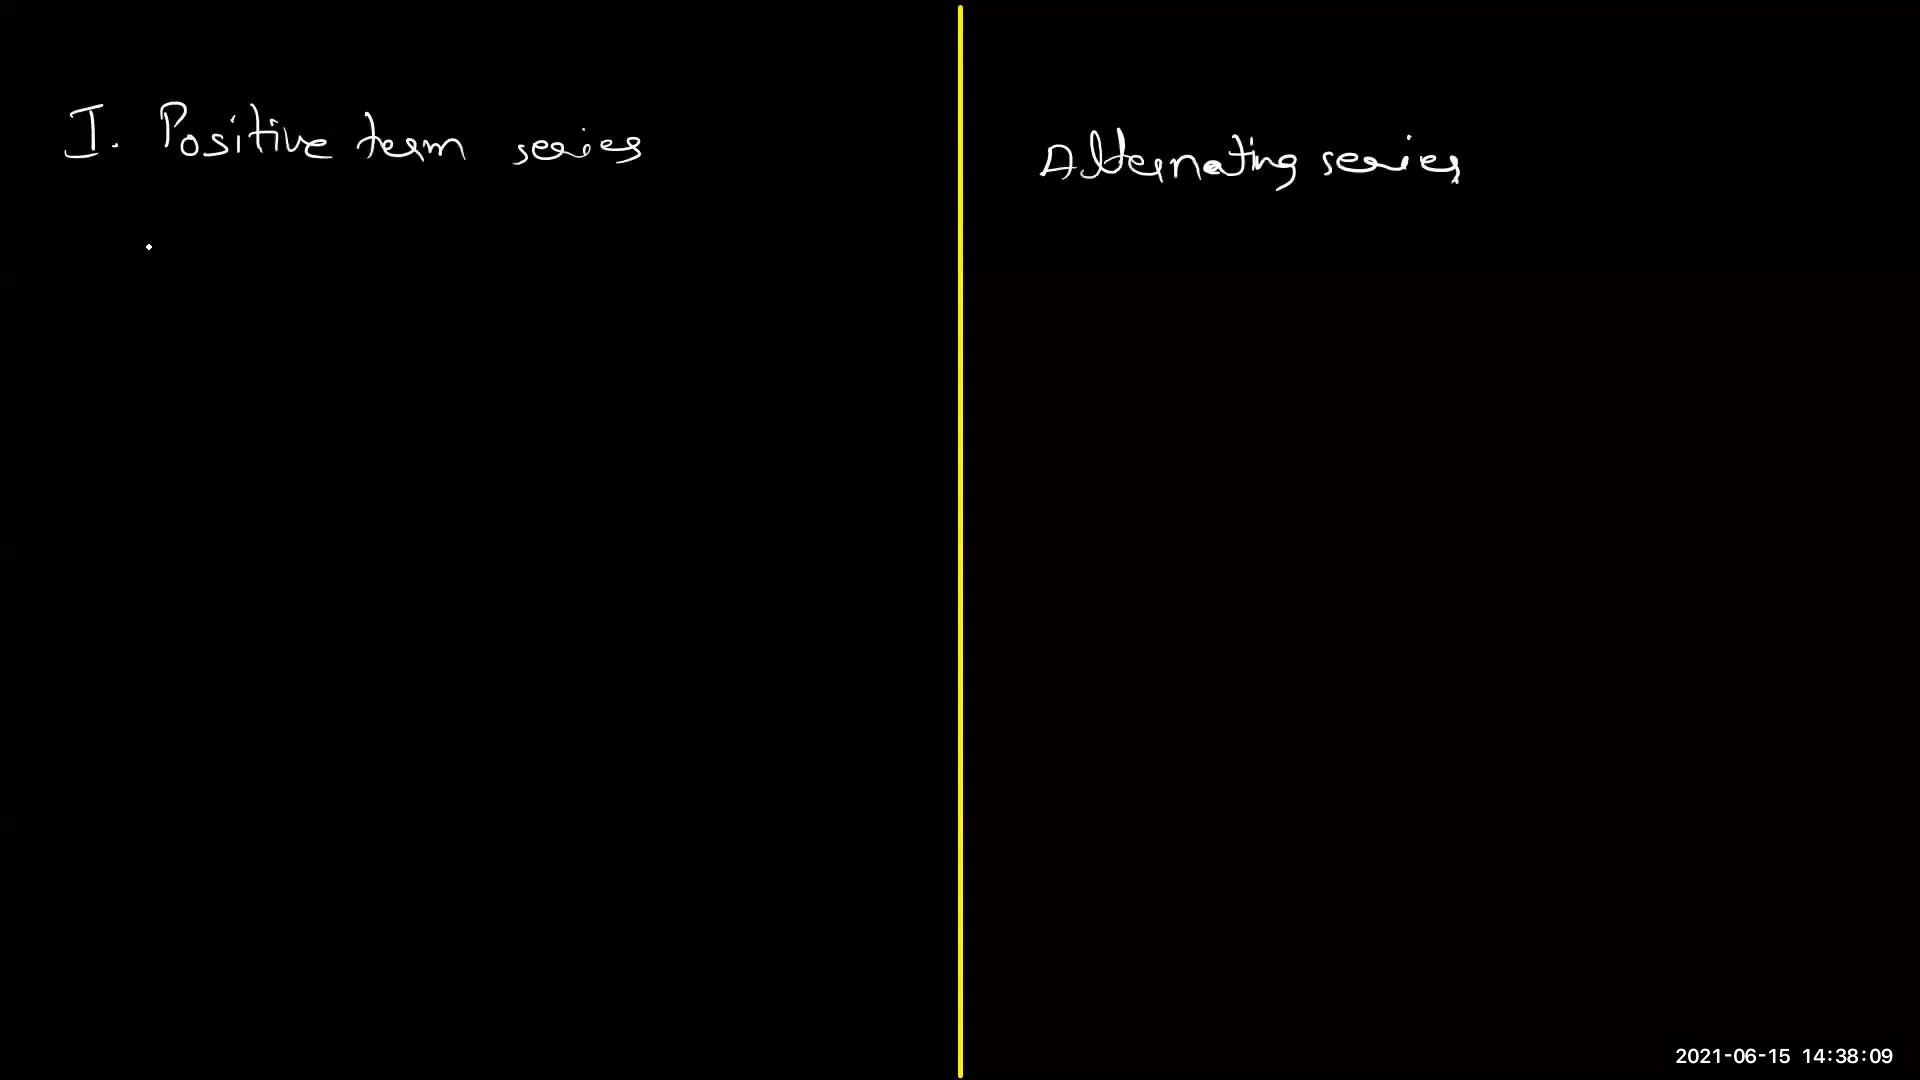 I. Positive term series
Alternating series
2021-06-15 14:38:09